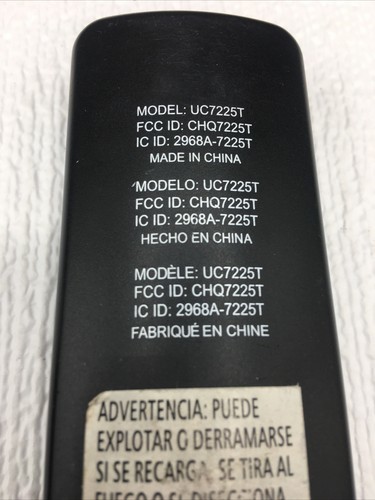 MODEL: UC7225T
FCC ID: CHQ7225T
IC ID: 2968A-7225T
MADE IN CHINA
MODELO: UC7225T
FCC ID: CHQ7225T
IC ID: 2968A-7225T
HECHO EN CHINA
MODÈLE: UC7225T
FCC ID: CHQ7225T
IC ID: 2968A-7225T
FABRIQUÉ EN CHINE
ADVERTENCIA: PUEDE
EXPLOTAR O DERRAMARSE
SI SE RECARGA, SE TIRA AL
FUEGO O SI